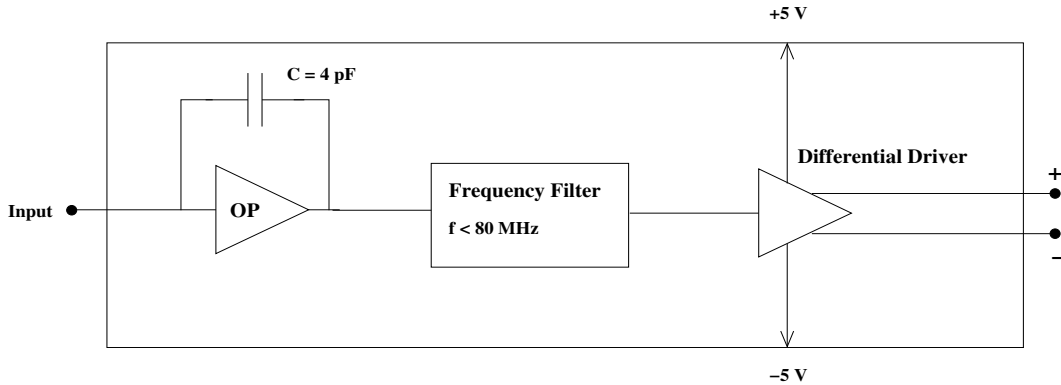 +5 V
C = 4 pF
Differential Driver
Frequency Filter
f < 80 MHz
Input
OP
+
−
−5 V